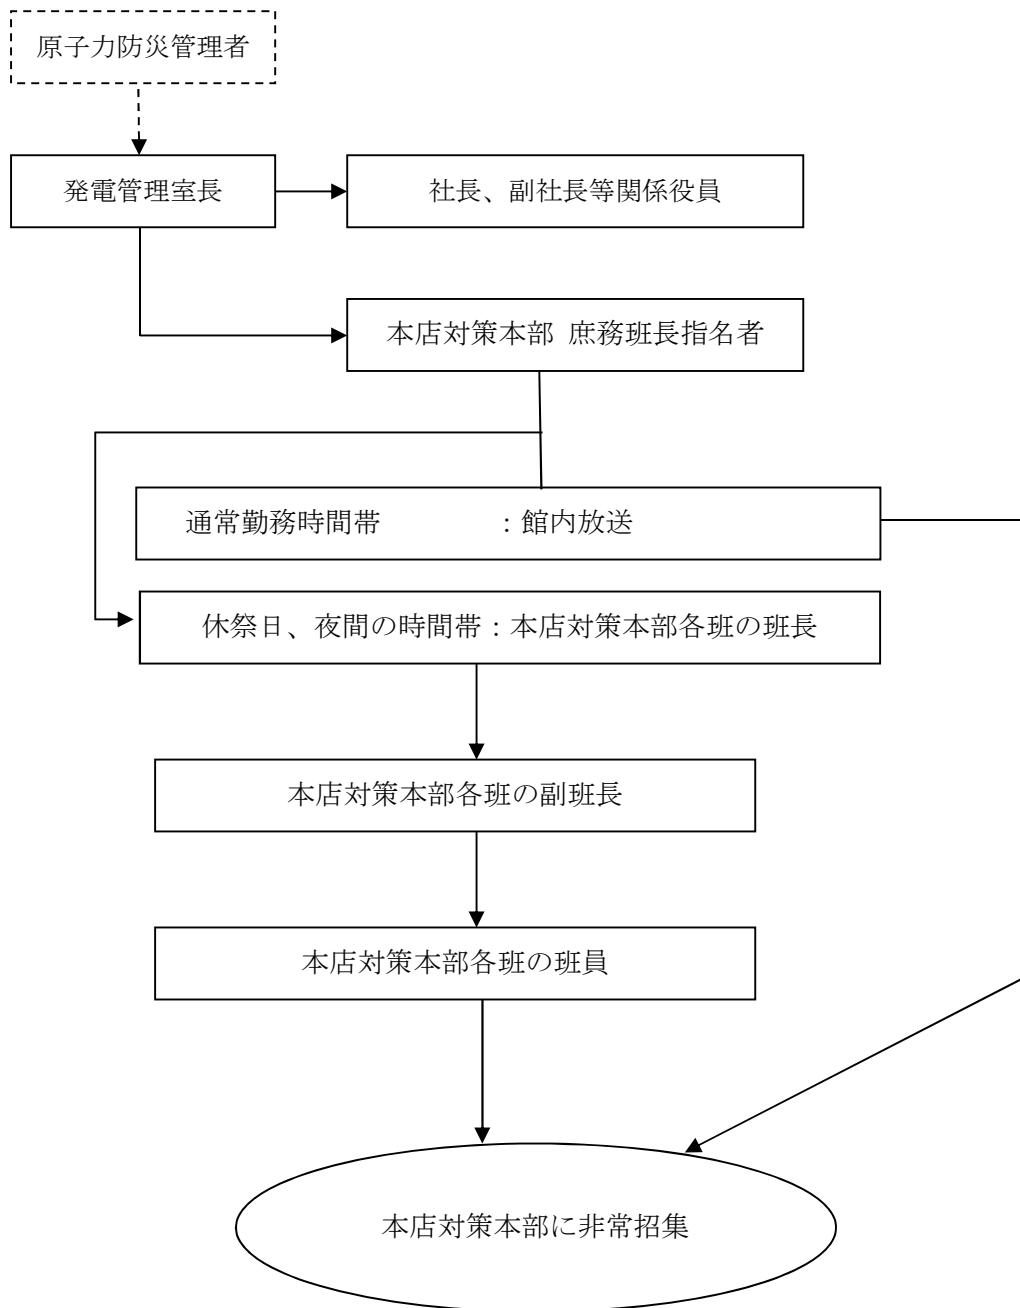 原子力防災管理者
発電管理室長
社長、副社長等関係役員
本店対策本部 庶務班長指名者
通常勤務時間帯 ：館内放送
休祭日、夜間の時間帯：本店対策本部各班の班長
本店対策本部各班の副班長
本店対策本部各班の班員
本店対策本部に非常招集